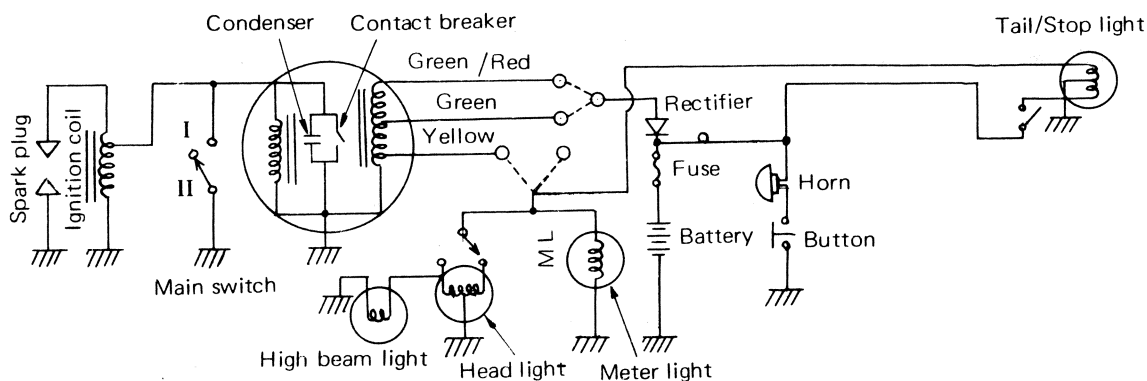 Condenser
Contact breaker
Tail/Stop light
Green /Red
Green
Yellow
Rectifier
Spark plug
Ignition coil
I
II
Fuse
Horn
ML
Battery
Button
Main switch
High beam light
Head light
Meter light